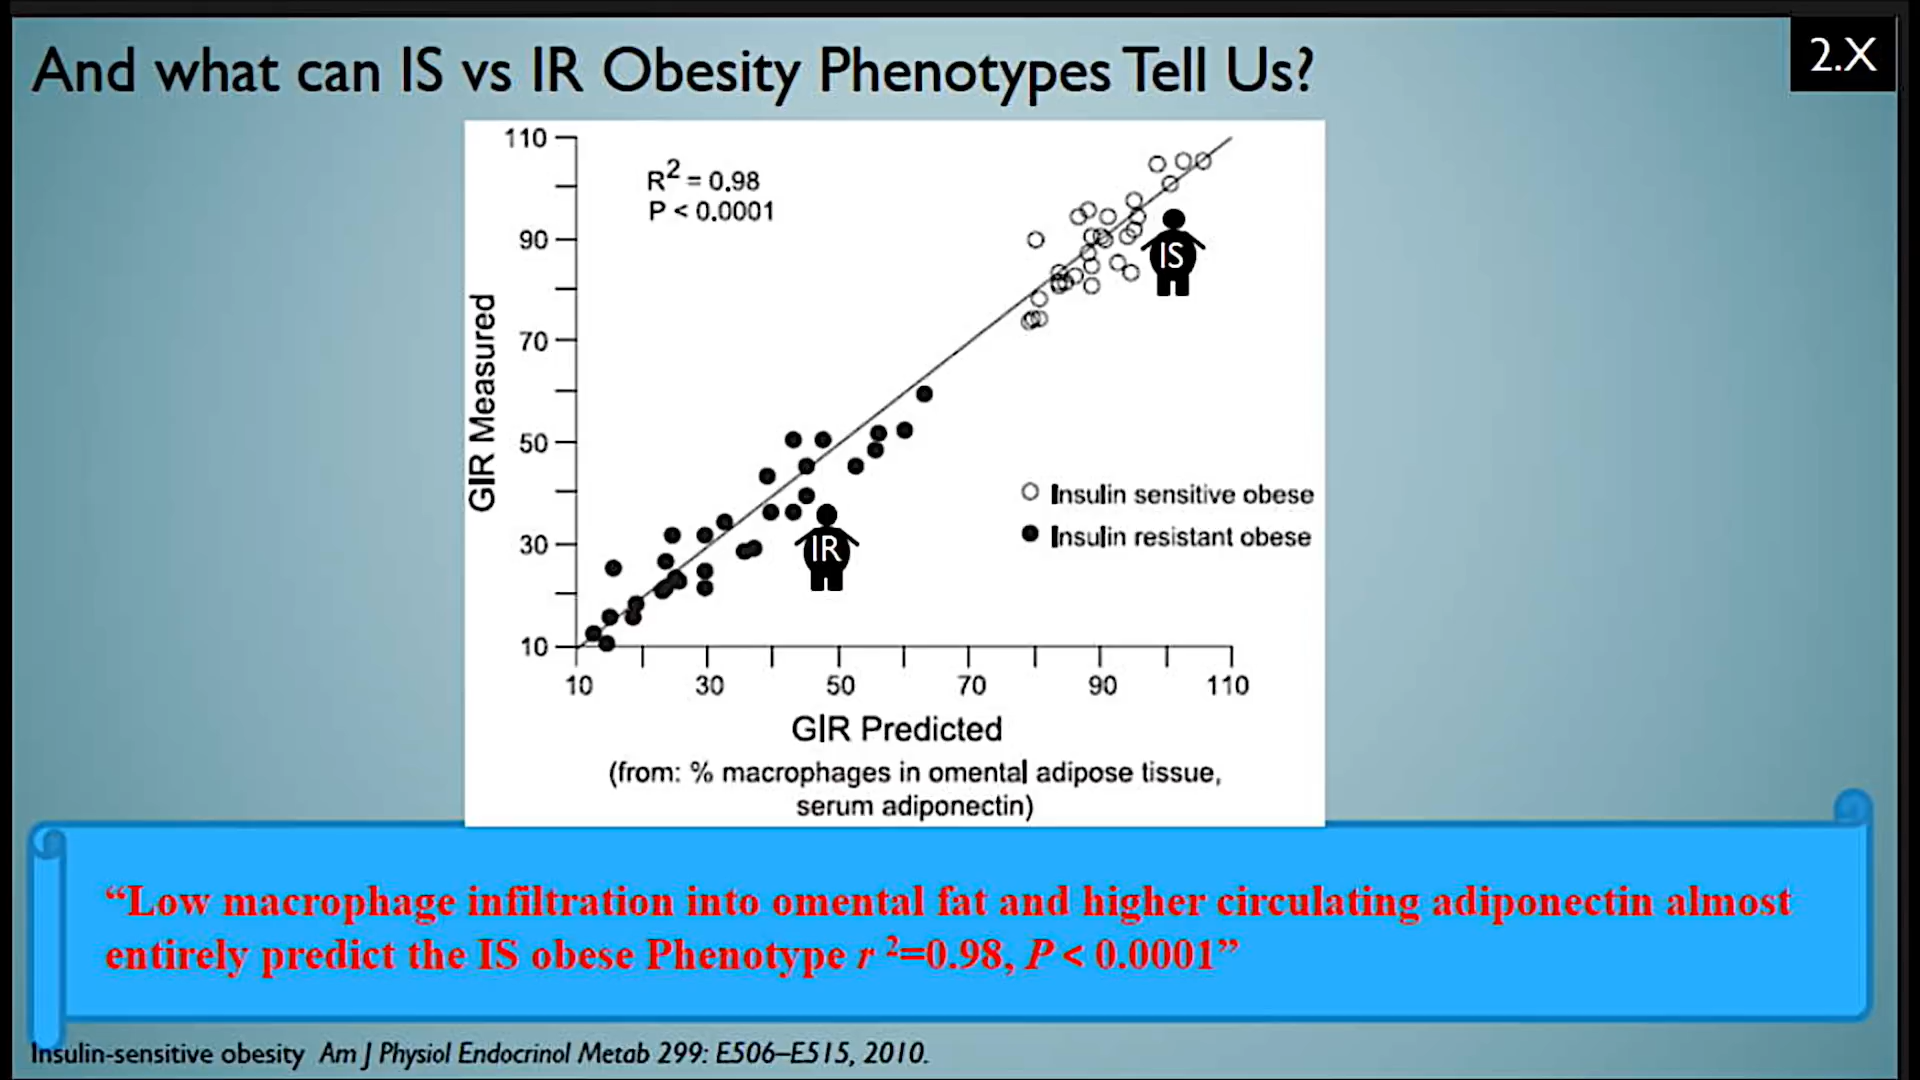 And what can IS vs IR Obesity Phenotypes Tell Us?
2.X
110
90
70
50
30
10
GIR Measured
R2 = 0.98
P < 0.0001
IS
IR
Insulin sensitive obese
Insulin resistant obese
10 30 50 70 90 110
GIR Predicted
(from: % macrophages in omental adipose tissue,
serum adiponectin)
“Low macrophage infiltration into omental fat and higher circulating adiponectin almost
entirely predict the IS obese Phenotype r 2=0.98, P < 0.0001”
Insulin-sensitive obesity Am J Physiol Endocrinol Metab 299: E506–E515, 2010.